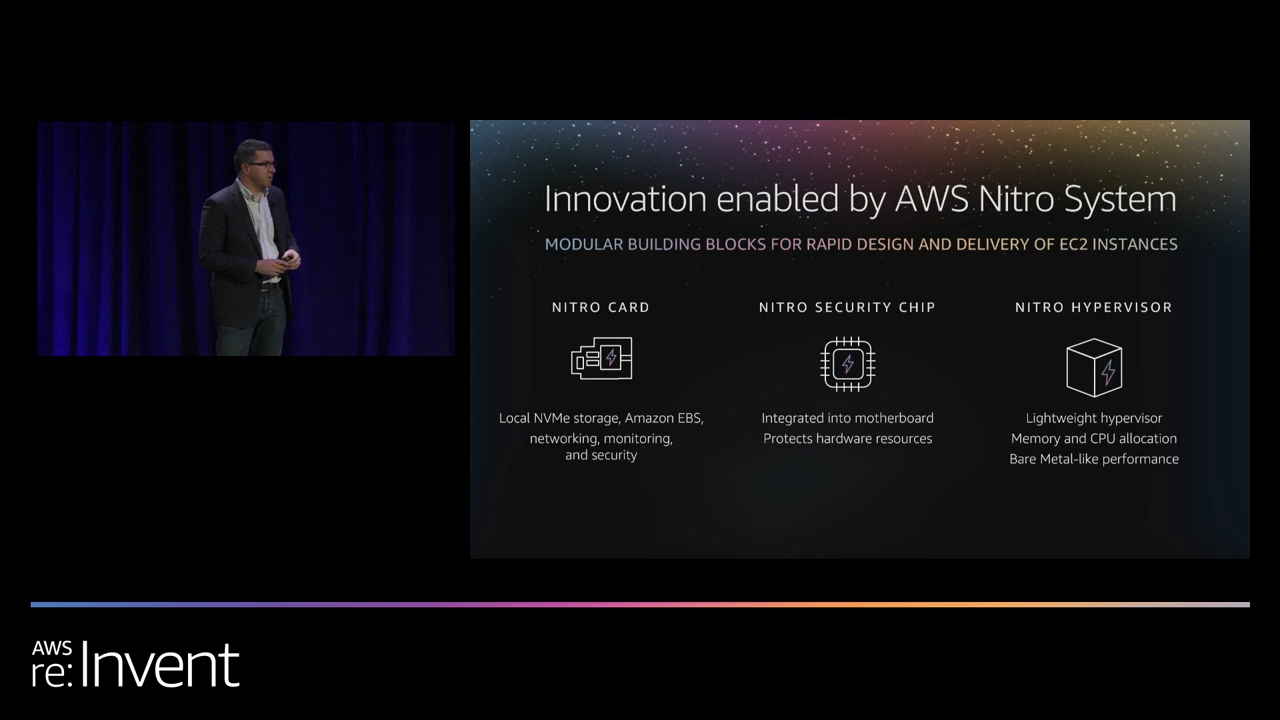 Innovation enabled by AWS Nitro System
MODULAR BUILDING BLOCKS FOR RAPID DESIGN AND DELIVERY OF EC2 INSTANCES
NITRO CARD
Local NVMe storage, Amazon EBS,
networking, monitoring,
and security
NITRO SECURITY CHIP
Integrated into motherboard
Protects hardware resources
NITRO HYPERVISOR
Lightweight hypervisor
Memory and CPU allocation
Bare Metal-like performance
AWS
re:Invent